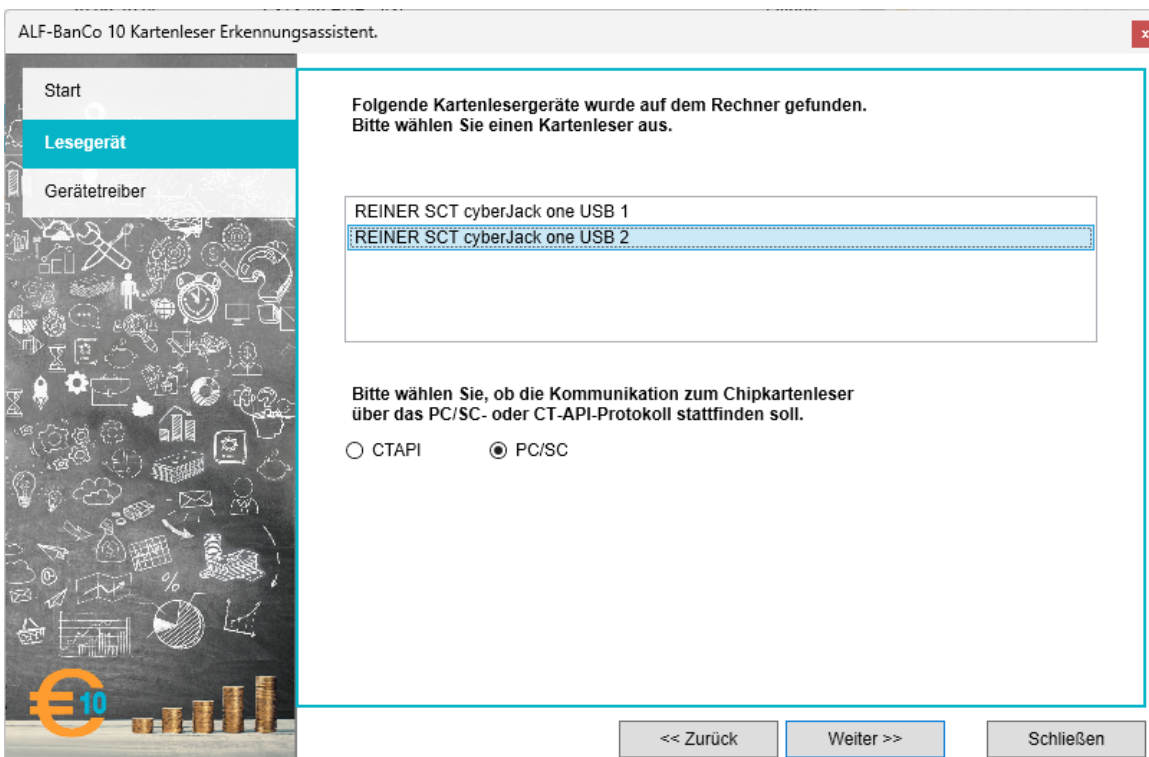 ALF-BanCo 10 Kartenleser Erkennungsassistent.
x
Start
Lesegerät
Gerätetreiber
Folgende Kartenlesergeräte wurde auf dem Rechner gefunden.
Bitte wählen Sie einen Kartenleser aus.
REINER SCT cyberJack one USB 1
REINER SCT cyberJack one USB 2
Bitte wählen Sie, ob die Kommunikation zum Chipkartenleser
über das PC/SC- oder CT-API-Protokoll stattfinden soll.
CTAPI
PC/SC
€10
<< Zurück
Weiter >>
Schließen